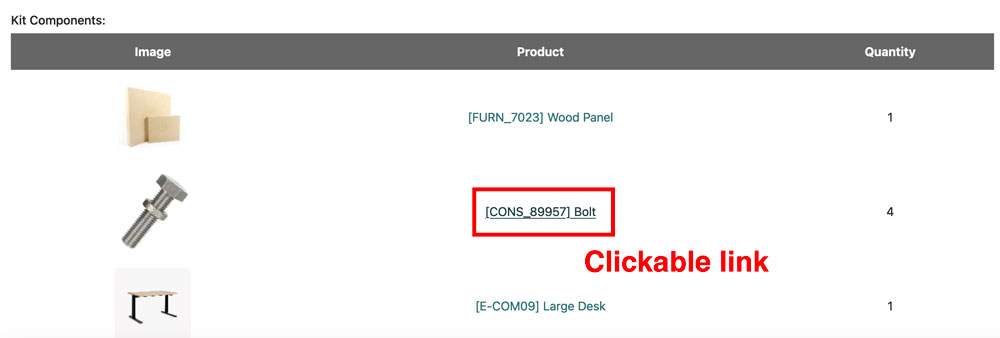 Kit Components:
Image Product Quantity
[FURN_7023] Wood Panel 1
[CONS_89957] Bolt 4
Clickable link
[E-COM09] Large Desk 1